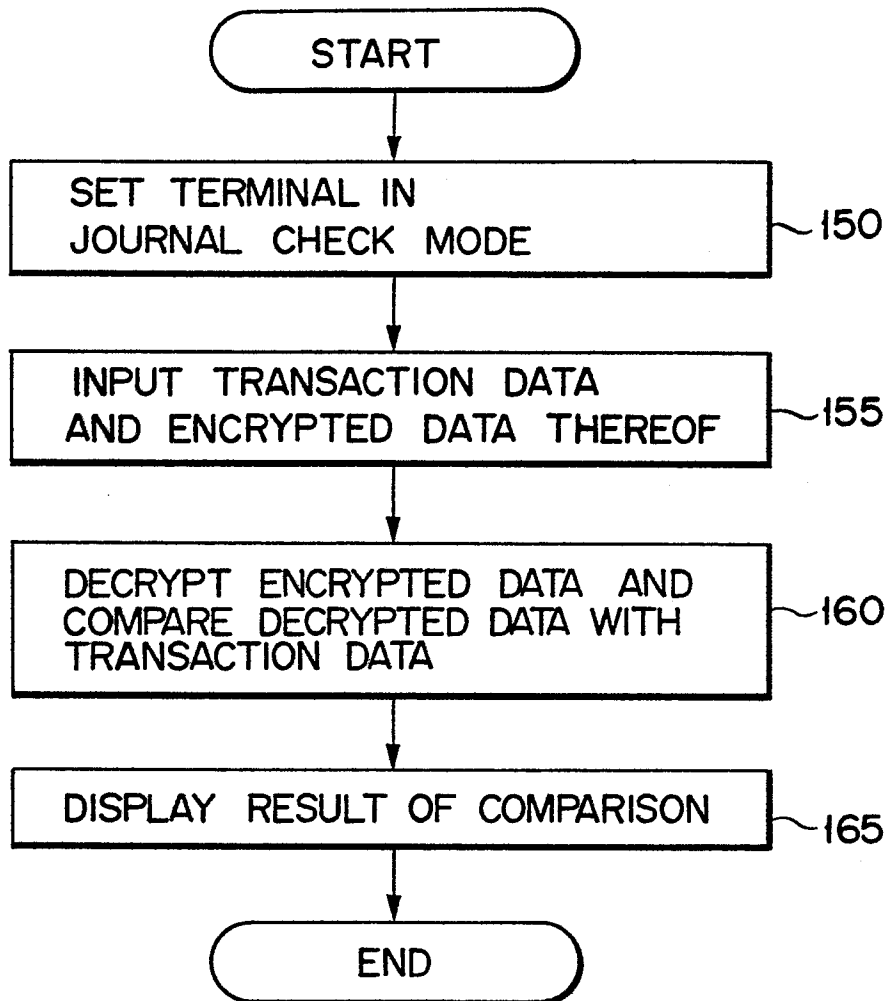 START
SET TERMINAL IN
JOURNAL CHECK MODE
150
INPUT TRANSACTION DATA
AND ENCRYPTED DATA THEREOF
155
DECRYPT ENCRYPTED DATA AND
COMPARE DECRYPTED DATA WITH
TRANSACTION DATA
160
DISPLAY RESULT OF COMPARISON
165
END